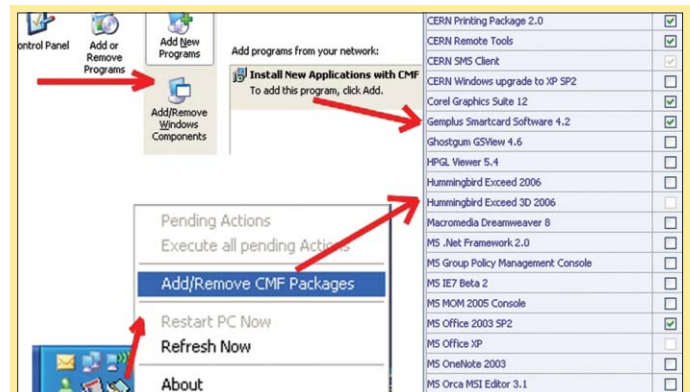 ontrol Panel
Add or
Remove
Programs
Add New
Programs
Add/Remove
Windows
Components
Add programs from your network:
Install New Applications with CMF
To add this program, click Add.
Pending Actions
Execute all pending Actions
Add/Remove CMF Packages
Restart PC Now
Refresh Now
About
CERN Printing Package 2.0
CERN Remote Tools
CERN SMS Client
CERN Windows upgrade to XP SP2
Corel Graphics Suite 12
Gemplus Smartcard Software 4.2
Ghostgum GSView 4.6
HPGL Viewer 5.4
Hummingbird Exceed 2006
Hummingbird Exceed 3D 2006
Macromedia Dreamweaver 8
MS .Net Framework 2.0
MS Group Policy Management Console
MS IE7 Beta 2
MS MOM 2005 Console
MS Office 2003 SP2
MS Office XP
MS OneNote 2003
MS Orca MSI Editor 3.1